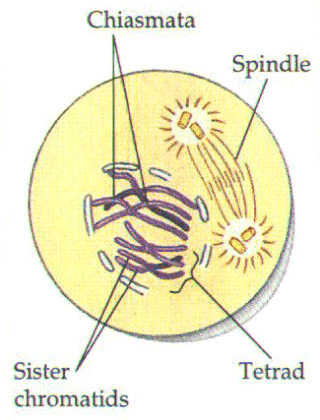 Chiasmata
Spindle
Sister
chromatids
Tetrad